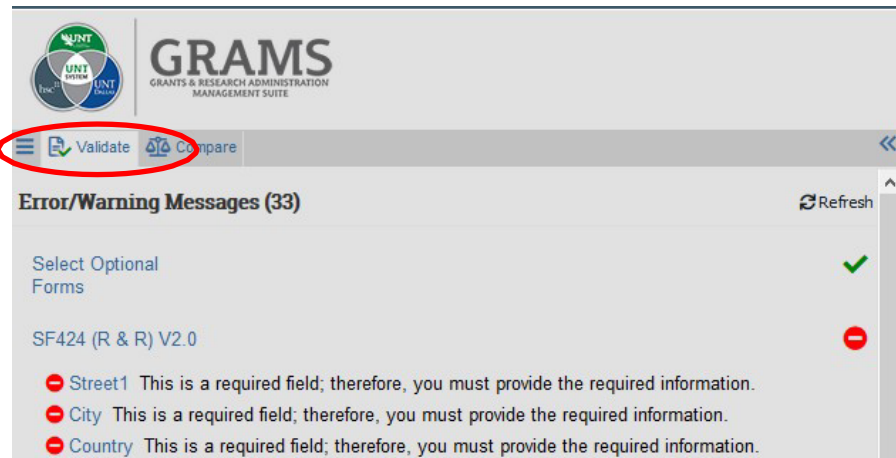 UNT
UNT
SYSTEM
hsc
UNT
DALLAS
GRAMS
GRANTS & RESEARCH ADMINISTRATION
MANAGEMENT SUITE
Validate Compare
Error/Warning Messages (33) Refresh
Select Optional
Forms
SF424 (R & R) V2.0
Street1 This is a required field; therefore, you must provide the required information.
City This is a required field; therefore, you must provide the required information.
Country This is a required field; therefore, you must provide the required information.